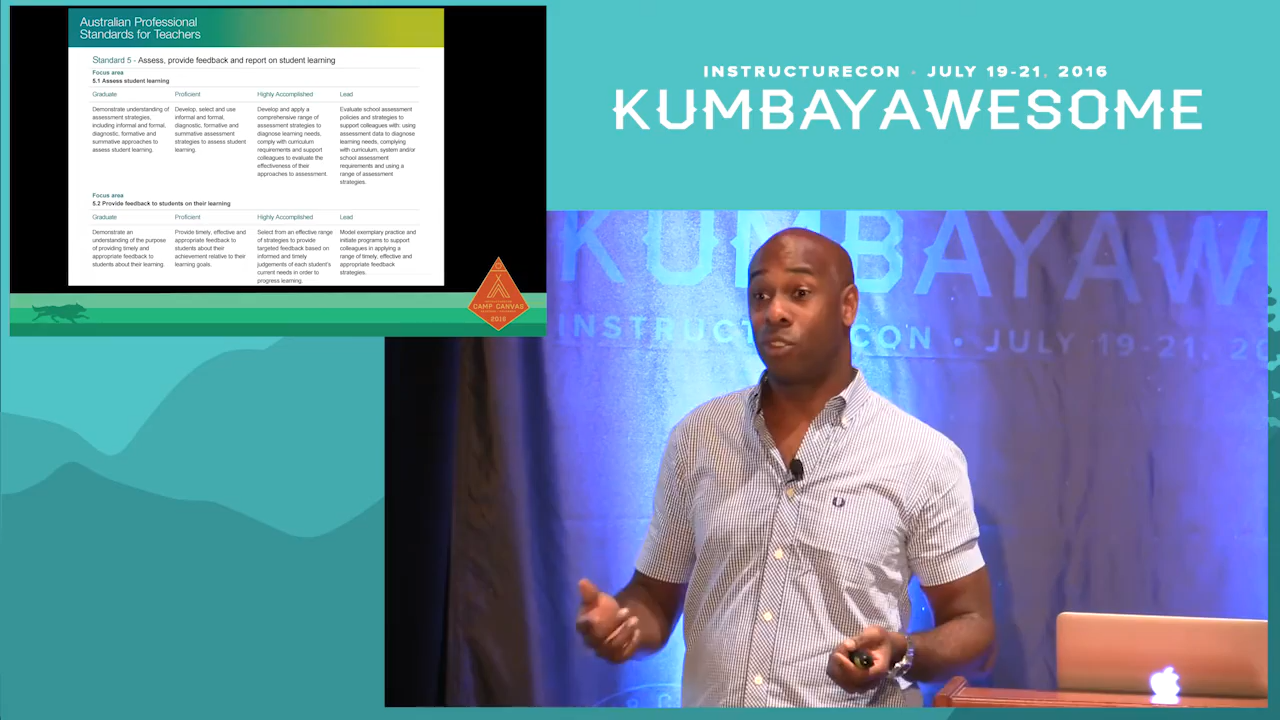 Australian Professional
Standards for Teachers
Standard 5 - Assess, provide feedback and report on student learning
Focus area
5.1 Assess student learning
Graduate
Demonstrate understanding of
assessment strategies,
including informal and formal,
diagnostic, formative and
summative approaches to
assess student learning.
Proficient
Develop, select and use
informal and formal,
diagnostic, formative and
summative assessment
strategies to assess student
learning.
Highly Accomplished
Develop and apply a
comprehensive range of
assessment strategies to
diagnose learning needs,
comply with curriculum
requirements and support
colleagues to evaluate the
effectiveness of their
approaches to assessment.
Lead
Evaluate school assessment
policies and strategies to
support colleagues with: using
assessment data to diagnose
learning needs, complying
with curriculum, system and/or
school assessment
requirements and using a
range of assessment
strategies.
Focus area
5.2 Provide feedback to students on their learning
Graduate
Demonstrate an
understanding of the purpose
of providing timely and
appropriate feedback to
students about their learning.
Proficient
Provide timely, effective and
appropriate feedback to
students about their
achievement relative to their
learning goals.
Highly Accomplished
Select from an effective range
of strategies to provide
targeted feedback based on
informed and timely
judgements of each student's
current needs in order to
progress learning.
Lead
Model exemplary practice and
initiate programs to support
colleagues in applying a
range of timely, effective and
appropriate feedback
strategies.
CAMP CANVAS
2016
JULY 19-21, 2016
KUMBAWESOME
CON • JULY 19-21, 20